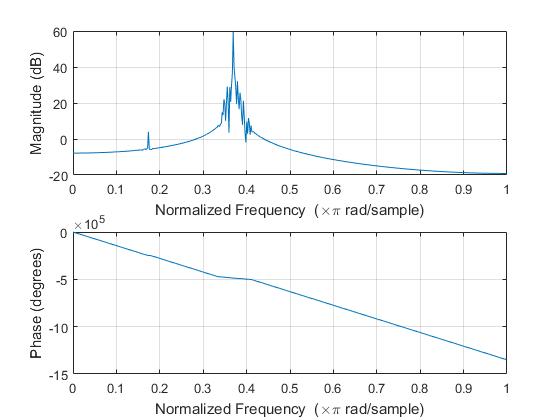 60
40
20
0
-20
Magnitude (dB)
0 0.1 0.2 0.3 0.4 0.5 0.6 0.7 0.8 0.9 1
Normalized Frequency (×π rad/sample)
×10^5
0
-5
-10
-15
Phase (degrees)
0 0.1 0.2 0.3 0.4 0.5 0.6 0.7 0.8 0.9 1
Normalized Frequency (×π rad/sample)